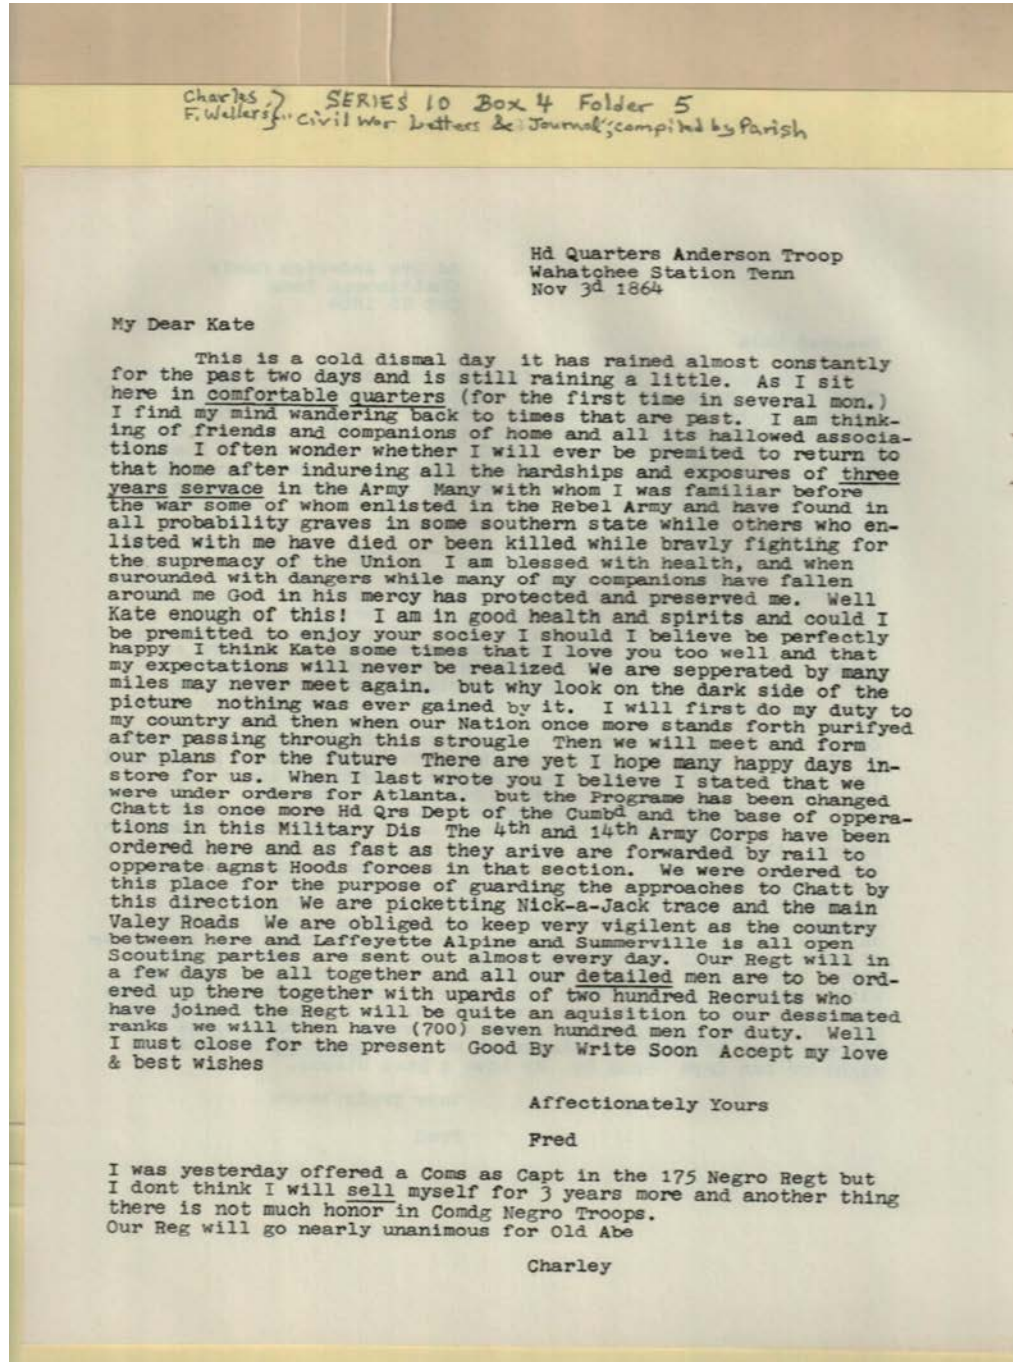 Charles } SERIES 10 Box 4 Folder 5
F. Wellers } "Civil War Letters & Journal"; compiled by Parish
Hd Quarters Anderson Troop
Wahatchee Station Tenn
Nov 3d 1864
My Dear Kate
This is a cold dismal day it has rained almost constantly
for the past two days and is still raining a little. As I sit
here in comfortable quarters (for the first time in several mon.)
I find my mind wandering back to times that are past. I am think-
ing of friends and companions of home and all its hallowed associa-
tions I often wonder whether I will ever be premited to return to
that home after indureing all the hardships and exposures of three
years servace in the Army Many with whom I was familiar before
the war some of whom enlisted in the Rebel Army and have found in
all probability graves in some southern state while others who en-
listed with me have died or been killed while bravly fighting for
the supremacy of the Union I am blessed with health, and when
surounded with dangers while many of my companions have fallen
around me God in his mercy has protected and preserved me. Well
Kate enough of this! I am in good health and spirits and could I
be premitted to enjoy your sociey I should I believe be perfectly
happy I think Kate some times that I love you too well and that
my expectations will never be realized We are sepperated by many
miles may never meet again. but why look on the dark side of the
picture nothing was ever gained by it. I will first do my duty to
my country and then when our Nation once more stands forth purifyed
after passing through this strougle Then we will meet and form
our plans for the future There are yet I hope many happy days in-
store for us. When I last wrote you I believe I stated that we
were under orders for Atlanta. but the Programe has been changed
Chatt is once more Hd Qrs Dept of the Cumbd and the base of oppera-
tions in this Military Dis The 4th and 14th Army Corps have been
ordered here and as fast as they arive are forwarded by rail to
opperate agnst Hoods forces in that section. We were ordered to
this place for the purpose of guarding the approaches to Chatt by
this direction We are picketting Nick-a-Jack trace and the main
Valey Roads We are obliged to keep very vigilent as the country
between here and Laffeyette Alpine and Summerville is all open
Scouting parties are sent out almost every day. Our Regt will in
a few days be all together and all our detailed men are to be ord-
ered up there together with upards of two hundred Recruits who
have joined the Regt will be quite an aquisition to our dessimated
ranks we will then have (700) seven hundred men for duty. Well
I must close for the present Good By Write Soon Accept my love
& best wishes
Affectionately Yours
Fred
I was yesterday offered a Coms as Capt in the 175 Negro Regt but
I dont think I will sell myself for 3 years more and another thing
there is not much honor in Comdg Negro Troops.
Our Reg will go nearly unanimous for Old Abe
Charley